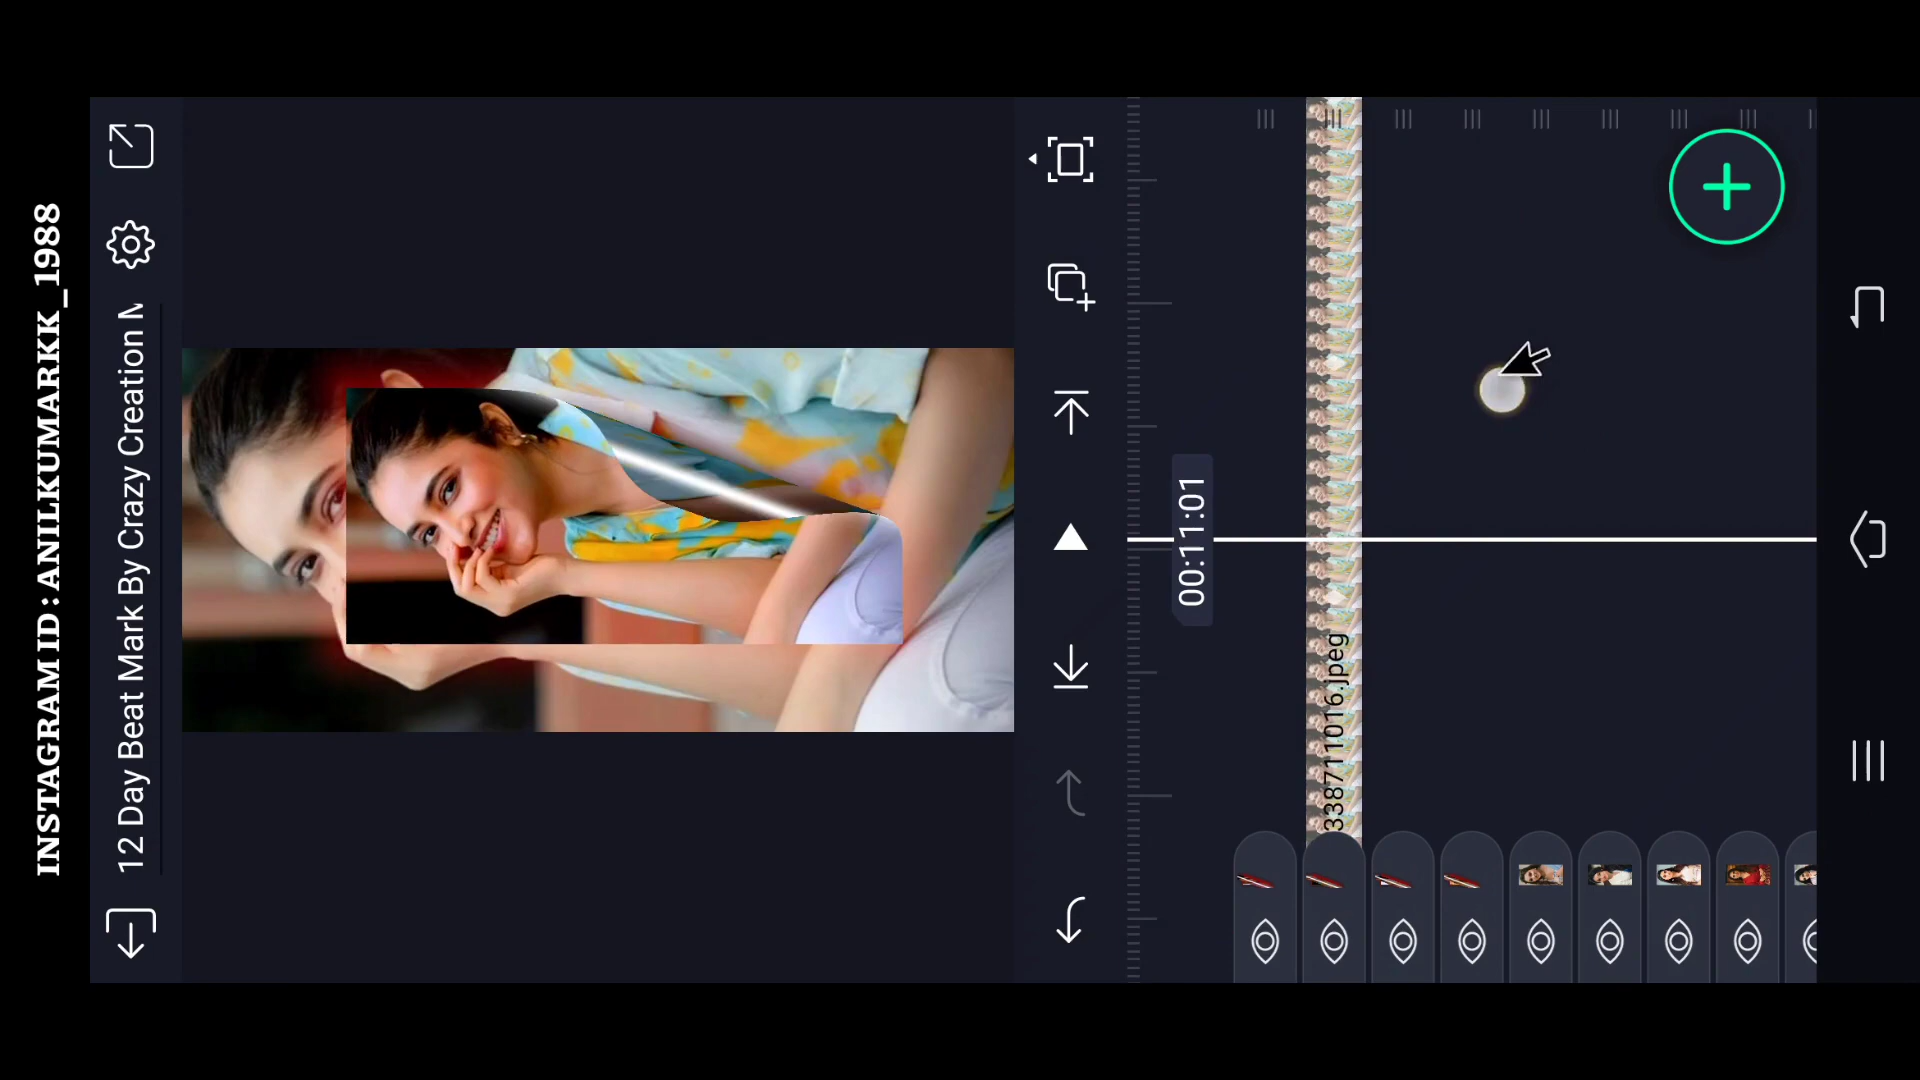 INSTAGRAM ID : ANILKUMARKK_1988
12 Day Beat Mark By Crazy Creation
00:11:01
338711016.jpeg